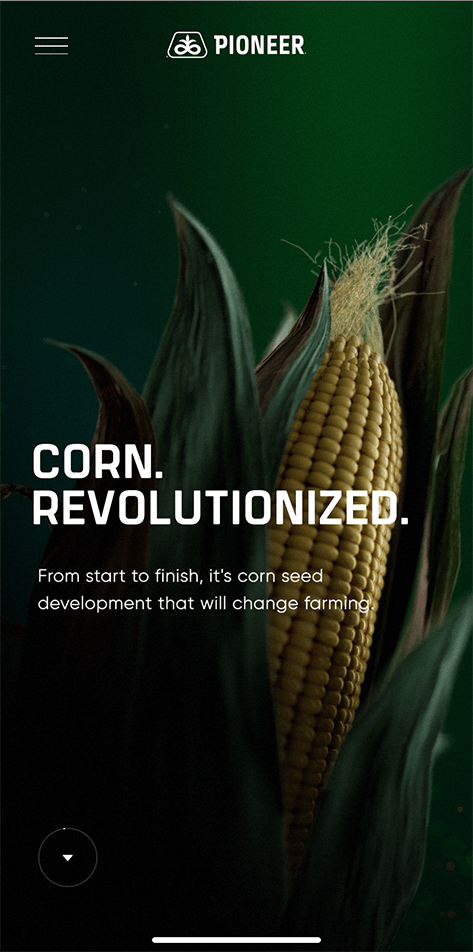 PIONEER
CORN.
REVOLUTIONIZED.
From start to finish, it's corn seed
development that will change farming.